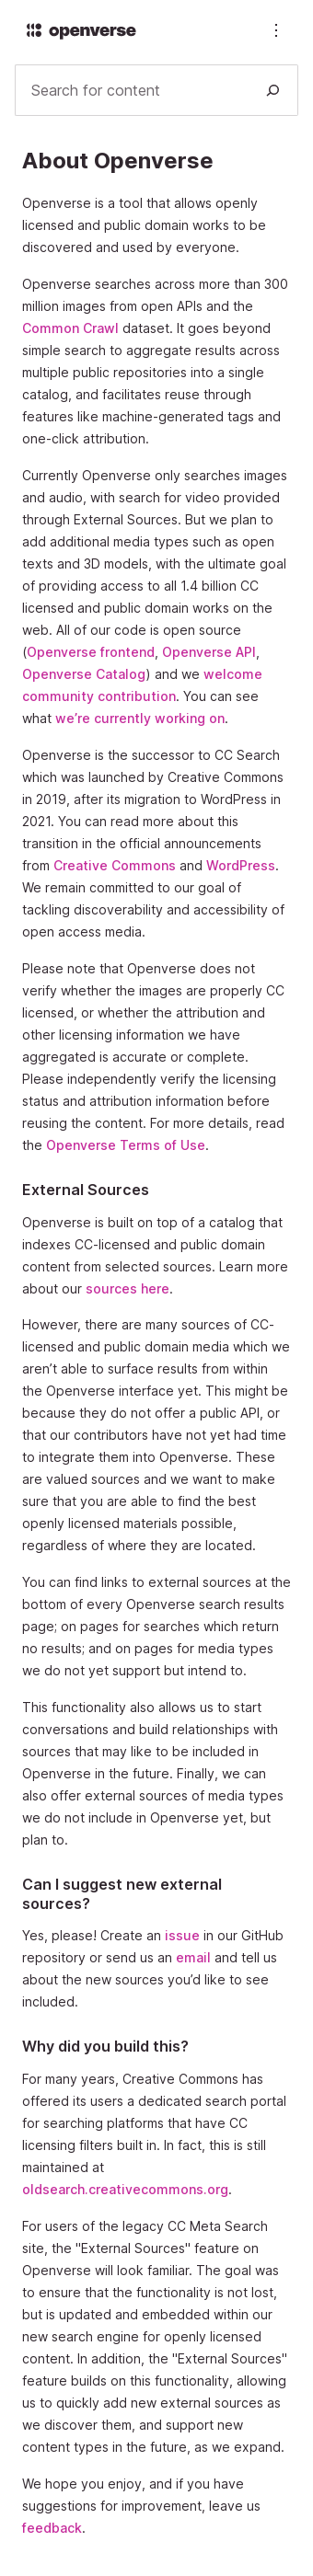 openverse
Search for content
About Openverse
Openverse is a tool that allows openly
licensed and public domain works to be
discovered and used by everyone.
Openverse searches across more than 300
million images from open APIs and the
Common Crawl dataset. It goes beyond
simple search to aggregate results across
multiple public repositories into a single
catalog, and facilitates reuse through
features like machine-generated tags and
one-click attribution.
Currently Openverse only searches images
and audio, with search for video provided
through External Sources. But we plan to
add additional media types such as open
texts and 3D models, with the ultimate goal
of providing access to all 1.4 billion CC
licensed and public domain works on the
web. All of our code is open source
(Openverse frontend, Openverse API,
Openverse Catalog) and we welcome
community contribution. You can see
what we’re currently working on.
Openverse is the successor to CC Search
which was launched by Creative Commons
in 2019, after its migration to WordPress in
2021. You can read more about this
transition in the official announcements
from Creative Commons and WordPress.
We remain committed to our goal of
tackling discoverability and accessibility of
open access media.
Please note that Openverse does not
verify whether the images are properly CC
licensed, or whether the attribution and
other licensing information we have
aggregated is accurate or complete.
Please independently verify the licensing
status and attribution information before
reusing the content. For more details, read
the Openverse Terms of Use.
External Sources
Openverse is built on top of a catalog that
indexes CC-licensed and public domain
content from selected sources. Learn more
about our sources here.
However, there are many sources of CC-
licensed and public domain media which we
aren’t able to surface results from within
the Openverse interface yet. This might be
because they do not offer a public API, or
that our contributors have not yet had time
to integrate them into Openverse. These
are valued sources and we want to make
sure that you are able to find the best
openly licensed materials possible,
regardless of where they are located.
You can find links to external sources at the
bottom of every Openverse search results
page; on pages for searches which return
no results; and on pages for media types
we do not yet support but intend to.
This functionality also allows us to start
conversations and build relationships with
sources that may like to be included in
Openverse in the future. Finally, we can
also offer external sources of media types
we do not include in Openverse yet, but
plan to.
Can I suggest new external
sources?
Yes, please! Create an issue in our GitHub
repository or send us an email and tell us
about the new sources you’d like to see
included.
Why did you build this?
For many years, Creative Commons has
offered its users a dedicated search portal
for searching platforms that have CC
licensing filters built in. In fact, this is still
maintained at
oldsearch.creativecommons.org.
For users of the legacy CC Meta Search
site, the "External Sources" feature on
Openverse will look familiar. The goal was
to ensure that the functionality is not lost,
but is updated and embedded within our
new search engine for openly licensed
content. In addition, the "External Sources"
feature builds on this functionality, allowing
us to quickly add new external sources as
we discover them, and support new
content types in the future, as we expand.
We hope you enjoy, and if you have
suggestions for improvement, leave us
feedback.